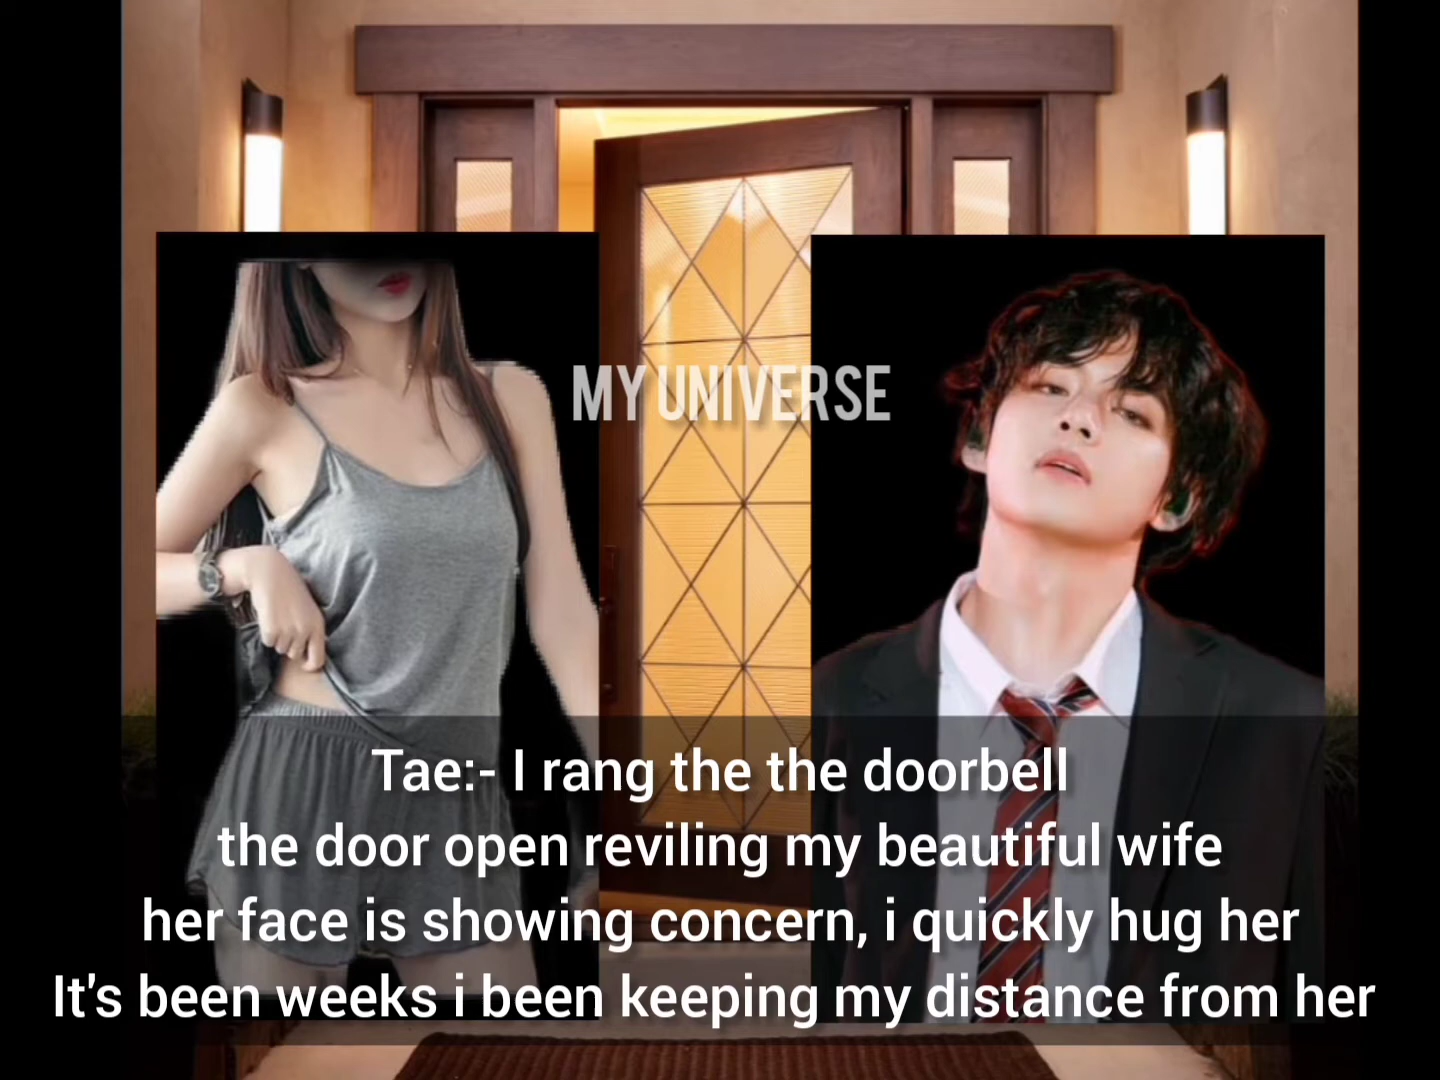 MY UNIVERSE
Tae:- I rang the the doorbell
the door open reviling my beautiful wife
her face is showing concern, i quickly hug her
It's been weeks i been keeping my distance from her